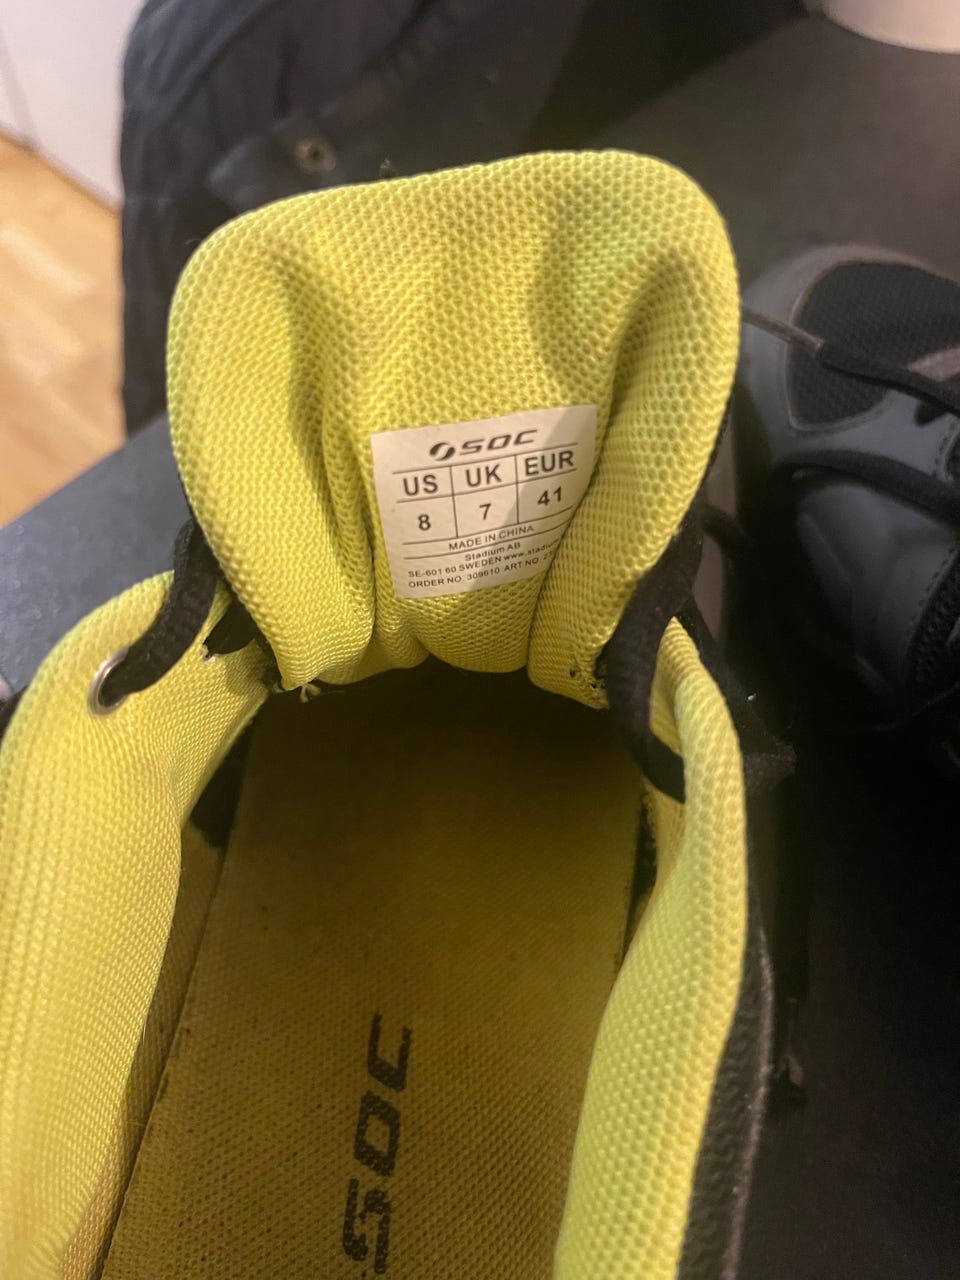 SOC
US UK EUR
8 7 41
MADE IN CHINA
Stadium AB
SE-601 60 SWEDEN www.stadium
ORDER NO. 309610 ART NO.
SOC